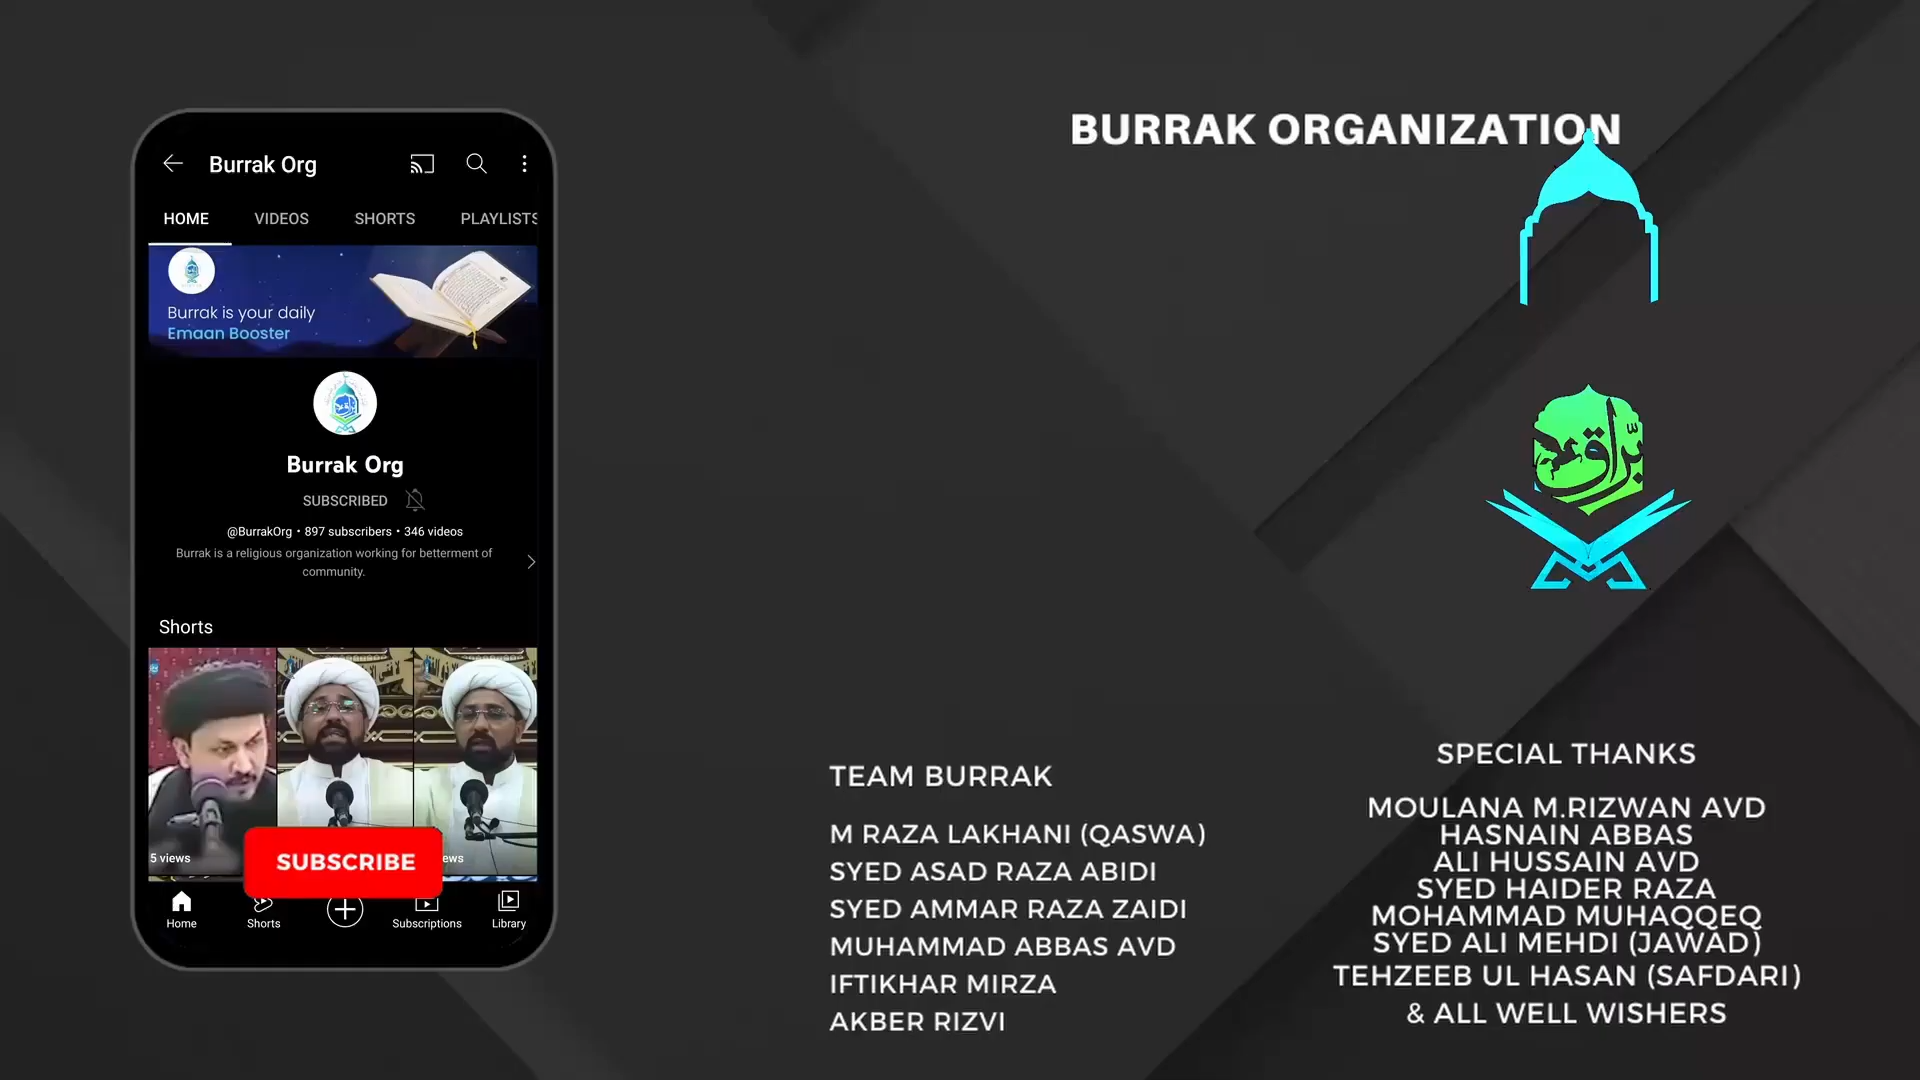 Burrak Org
HOME VIDEOS SHORTS PLAYLISTS
Burrak is your daily
Emaan Booster
Burrak Org
SUBSCRIBED
@BurrakOrg • 897 subscribers • 346 videos
Burrak is a religious organization working for betterment of
community.
Shorts
5 views
ews
SUBSCRIBE
Home Shorts Subscriptions Library
BURRAK ORGANIZATION
برّاق
TEAM BURRAK
M RAZA LAKHANI (QASWA)
SYED ASAD RAZA ABIDI
SYED AMMAR RAZA ZAIDI
MUHAMMAD ABBAS AVD
IFTIKHAR MIRZA
AKBER RIZVI
SPECIAL THANKS
MOULANA M.RIZWAN AVD
HASNAIN ABBAS
ALI HUSSAIN AVD
SYED HAIDER RAZA
MOHAMMAD MUHAQQEQ
SYED ALI MEHDI (JAWAD)
TEHZEEB UL HASAN (SAFDARI)
& ALL WELL WISHERS